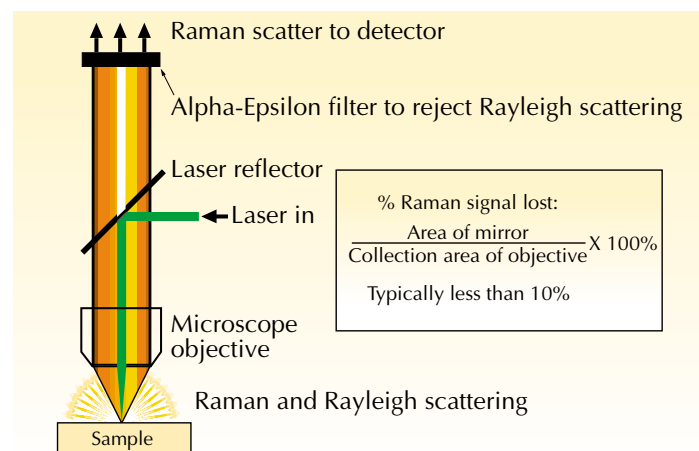 Raman scatter to detector
Alpha-Epsilon filter to reject Rayleigh scattering
Laser reflector
Laser in
% Raman signal lost:
Area of mirror
Collection area of objective X 100%
Typically less than 10%
Microscope
objective
Raman and Rayleigh scattering
Sample